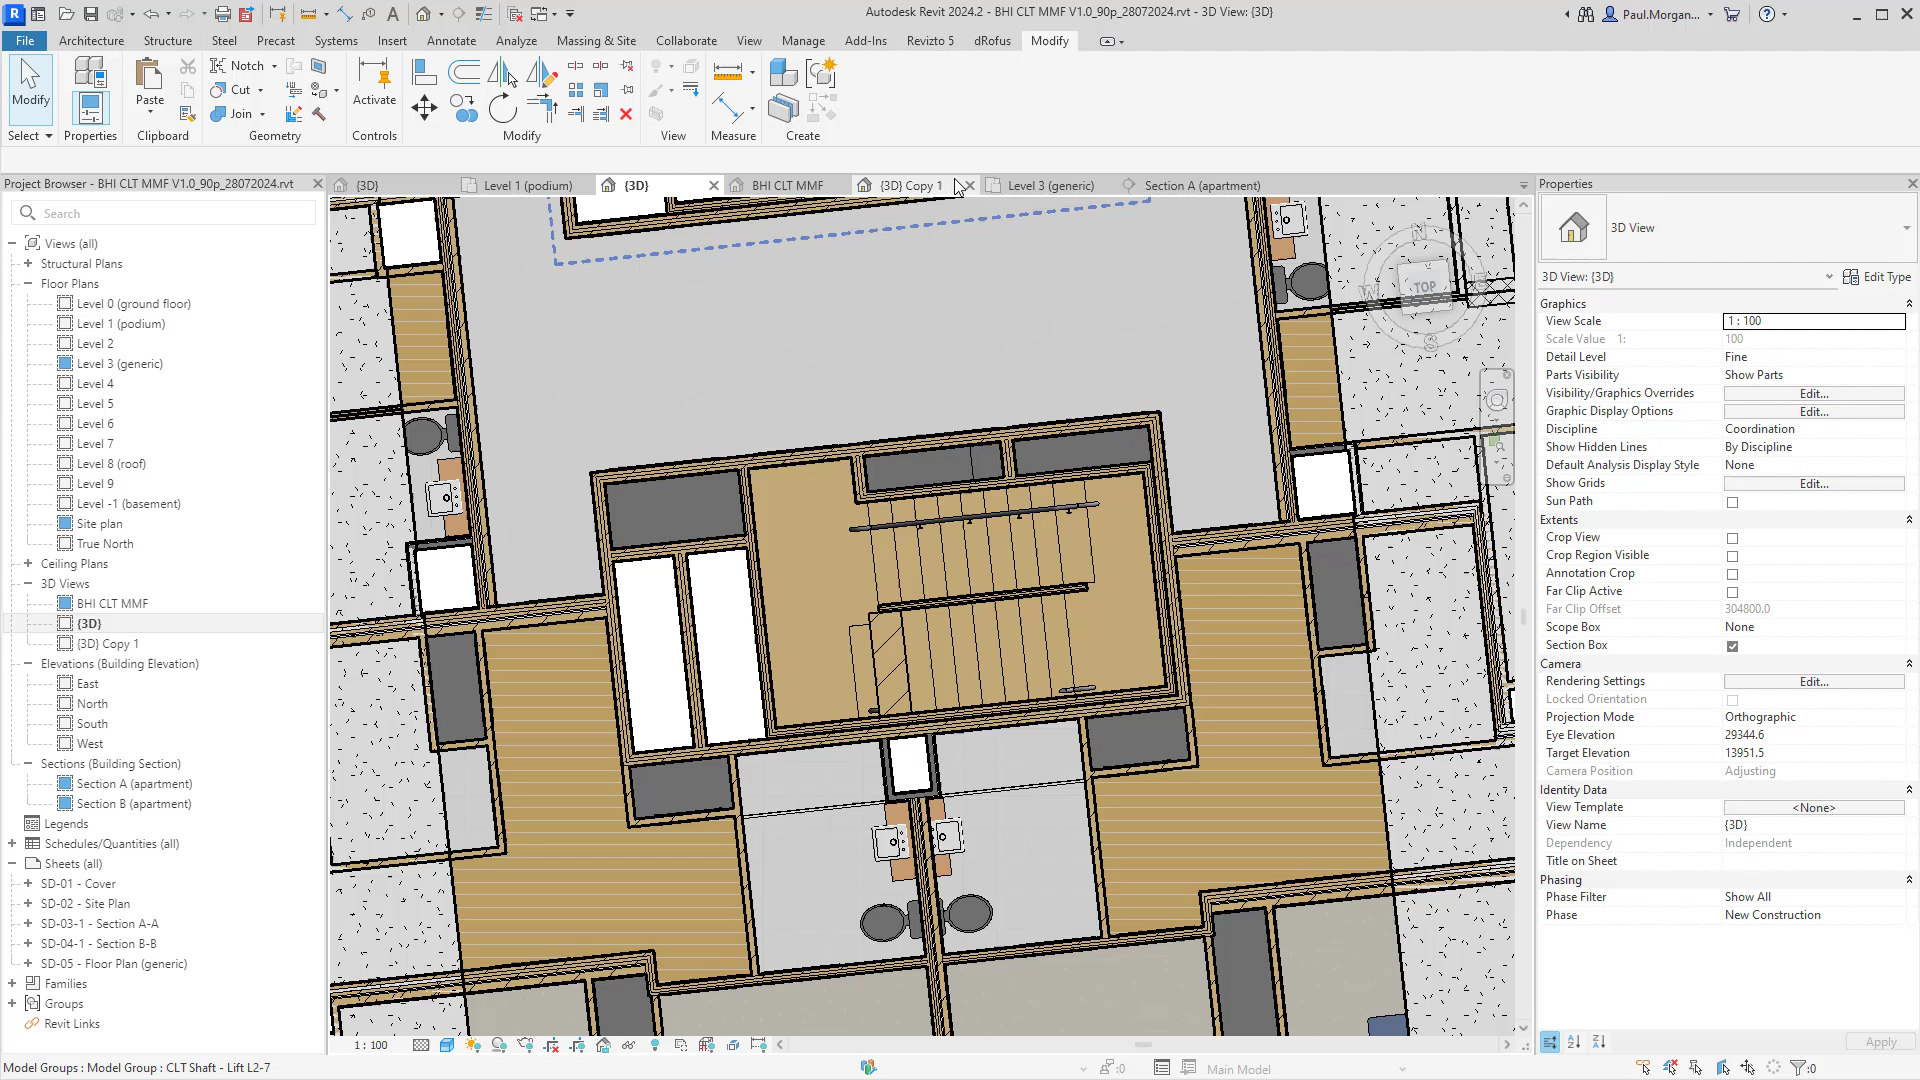 Autodesk Revit 2024.2 - BHI CLT MMF V1.0_90p_28072024.rvt - 3D View: {3D}
Paul.Morgan...
File Architecture Structure Steel Precast Systems Insert Annotate Analyze Massing & Site Collaborate View Manage Add-Ins Revizto 5 dRofus Modify
Modify
Paste
Notch
Cut
Join
Activate
Select Properties Clipboard Geometry Controls Modify View Measure Create
Project Browser - BHI CLT MMF V1.0_90p_28072024.rvt
{3D} Level 1 (podium) {3D} BHI CLT MMF {3D} Copy 1 Level 3 (generic) Section A (apartment)
Search
Views (all)
Structural Plans
Floor Plans
Level 0 (ground floor)
Level 1 (podium)
Level 2
Level 3 (generic)
Level 4
Level 5
Level 6
Level 7
Level 8 (roof)
Level 9
Level -1 (basement)
Site plan
True North
Ceiling Plans
3D Views
BHI CLT MMF
{3D}
{3D} Copy 1
Elevations (Building Elevation)
East
North
South
West
Sections (Building Section)
Section A (apartment)
Section B (apartment)
Legends
Schedules/Quantities (all)
Sheets (all)
SD-01 - Cover
SD-02 - Site Plan
SD-03-1 - Section A-A
SD-04-1 - Section B-B
SD-05 - Floor Plan (generic)
Families
Groups
Revit Links
N
W
TOP
S
1 : 100
Properties
3D View
3D View: {3D} Edit Type
Graphics
View Scale 1 : 100
Scale Value 1: 100
Detail Level Fine
Parts Visibility Show Parts
Visibility/Graphics Overrides Edit...
Graphic Display Options Edit...
Discipline Coordination
Show Hidden Lines By Discipline
Default Analysis Display Style None
Show Grids Edit...
Sun Path
Extents
Crop View
Crop Region Visible
Annotation Crop
Far Clip Active
Far Clip Offset 304800.0
Scope Box None
Section Box
Camera
Rendering Settings Edit...
Locked Orientation
Projection Mode Orthographic
Eye Elevation 29344.6
Target Elevation 13951.5
Camera Position Adjusting
Identity Data
View Template <None>
View Name {3D}
Dependency Independent
Title on Sheet
Phasing
Phase Filter Show All
Phase New Construction
Apply
Model Groups : Model Group : CLT Shaft - Lift L2-7
:0
Main Model
:0